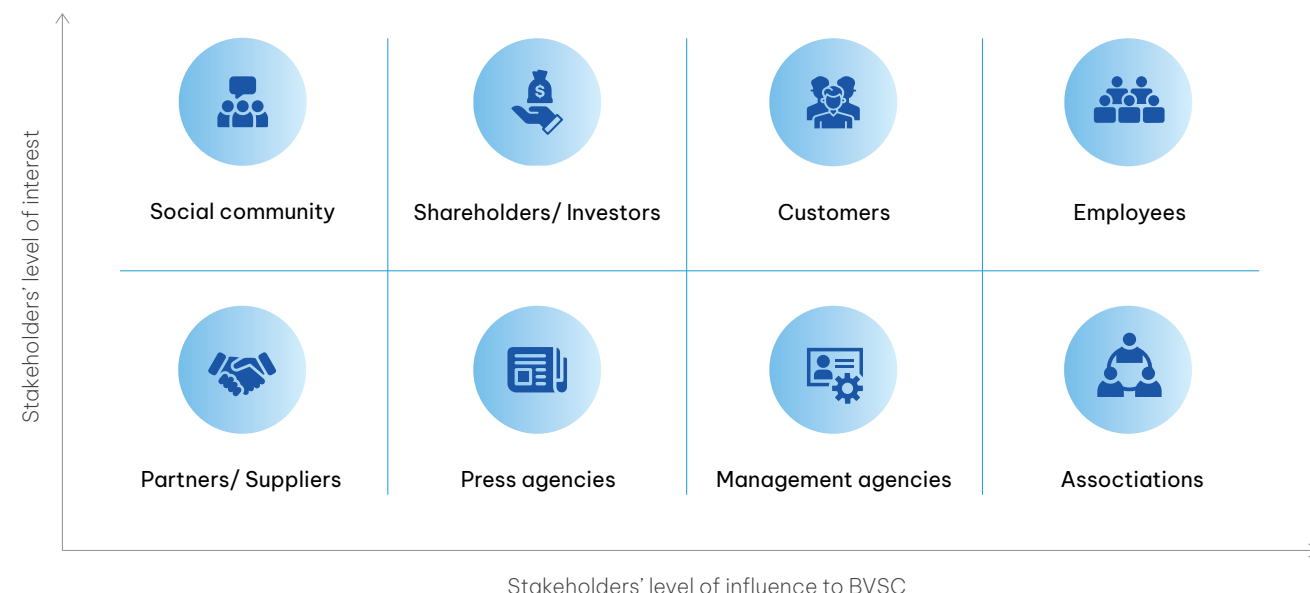 Stakeholders' level of interest
Social community
Shareholders/ Investors
Customers
Employees
Partners/ Suppliers
Press agencies
Management agencies
Assoctiations
Stakeholders' level of influence to BVSC